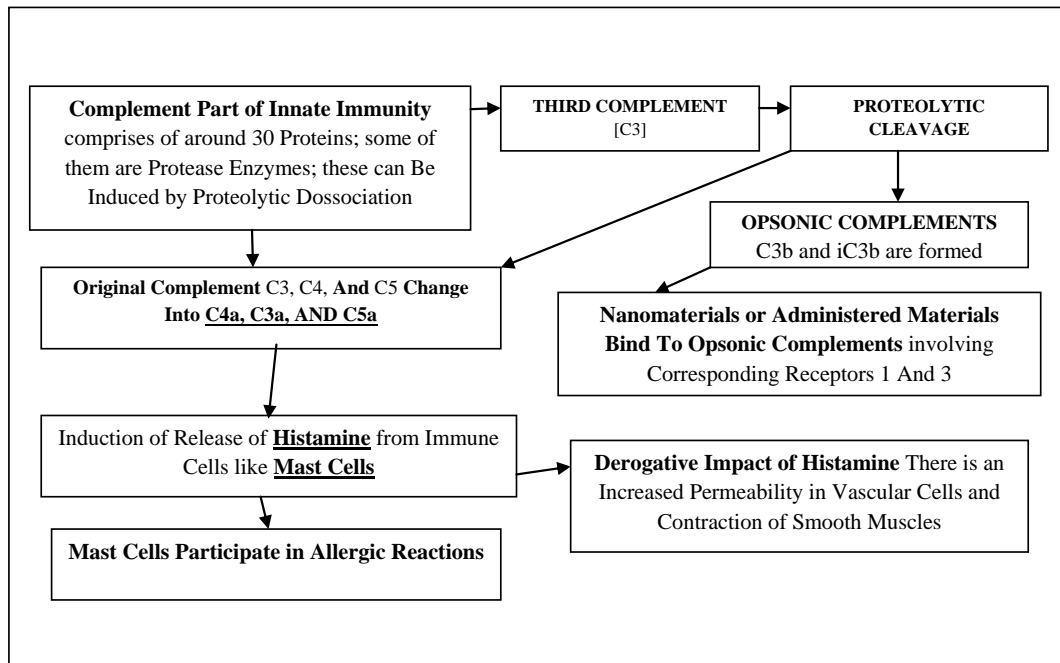 Complement Part of Innate Immunity
comprises of around 30 Proteins; some of
them are Protease Enzymes; these can Be
Induced by Proteolytic Dossociation
THIRD COMPLEMENT
[C3]
PROTEOLYTIC
CLEAVAGE
OPSONIC COMPLEMENTS
C3b and iC3b are formed
Original Complement C3, C4, And C5 Change
Into C4a, C3a, AND C5a
Nanomaterials or Administered Materials
Bind To Opsonic Complements involving
Corresponding Receptors 1 And 3
Induction of Release of Histamine from Immune
Cells like Mast Cells
Derogative Impact of Histamine There is an
Increased Permeability in Vascular Cells and
Contraction of Smooth Muscles
Mast Cells Participate in Allergic Reactions